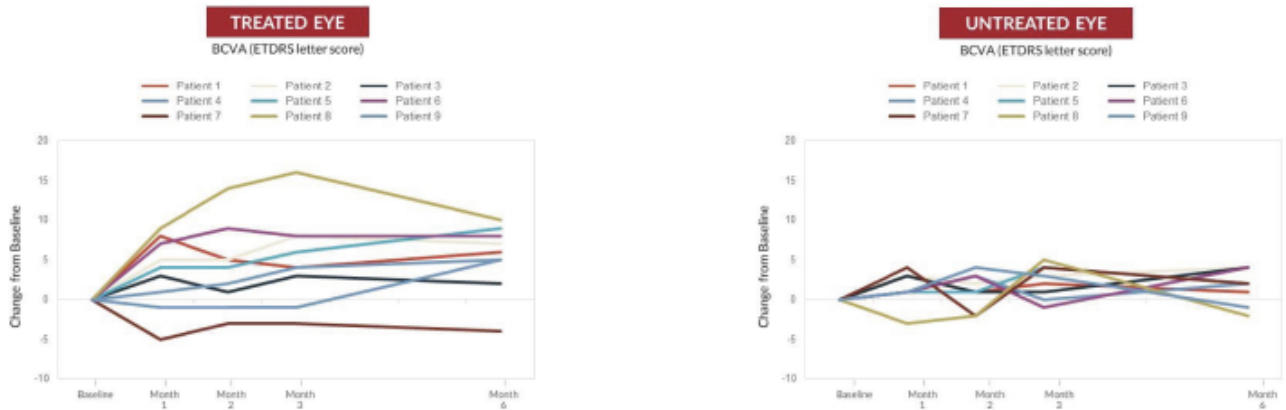 TREATED EYE
BCVA (ETDRS letter score)
Patient 1 Patient 2 Patient 3
Patient 4 Patient 5 Patient 6
Patient 7 Patient 8 Patient 9
20
15
10
5
0
-5
-10
Change from Baseline
Baseline Month 1 Month 2 Month 3 Month 6
UNTREATED EYE
BCVA (ETDRS letter score)
Patient 1 Patient 2 Patient 3
Patient 4 Patient 5 Patient 6
Patient 7 Patient 8 Patient 9
20
15
10
5
0
-5
-10
Change from Baseline
Baseline Month 1 Month 2 Month 3 Month 6